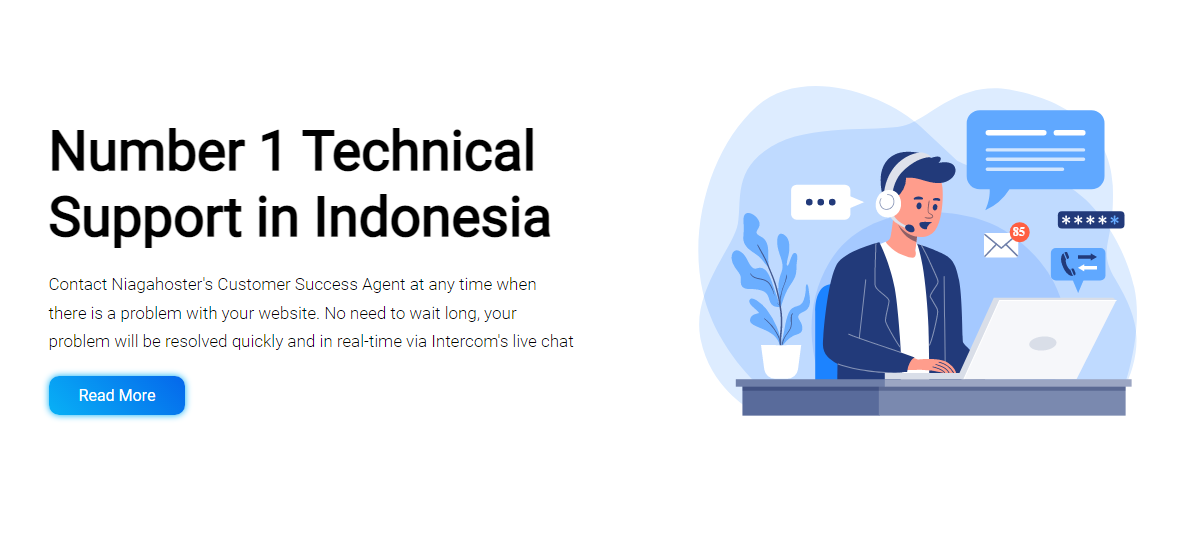 Number 1 Technical
Support in Indonesia
Contact Niagahoster's Customer Success Agent at any time when
there is a problem with your website. No need to wait long, your
problem will be resolved quickly and in real-time via Intercom's live chat
Read More
85
*****